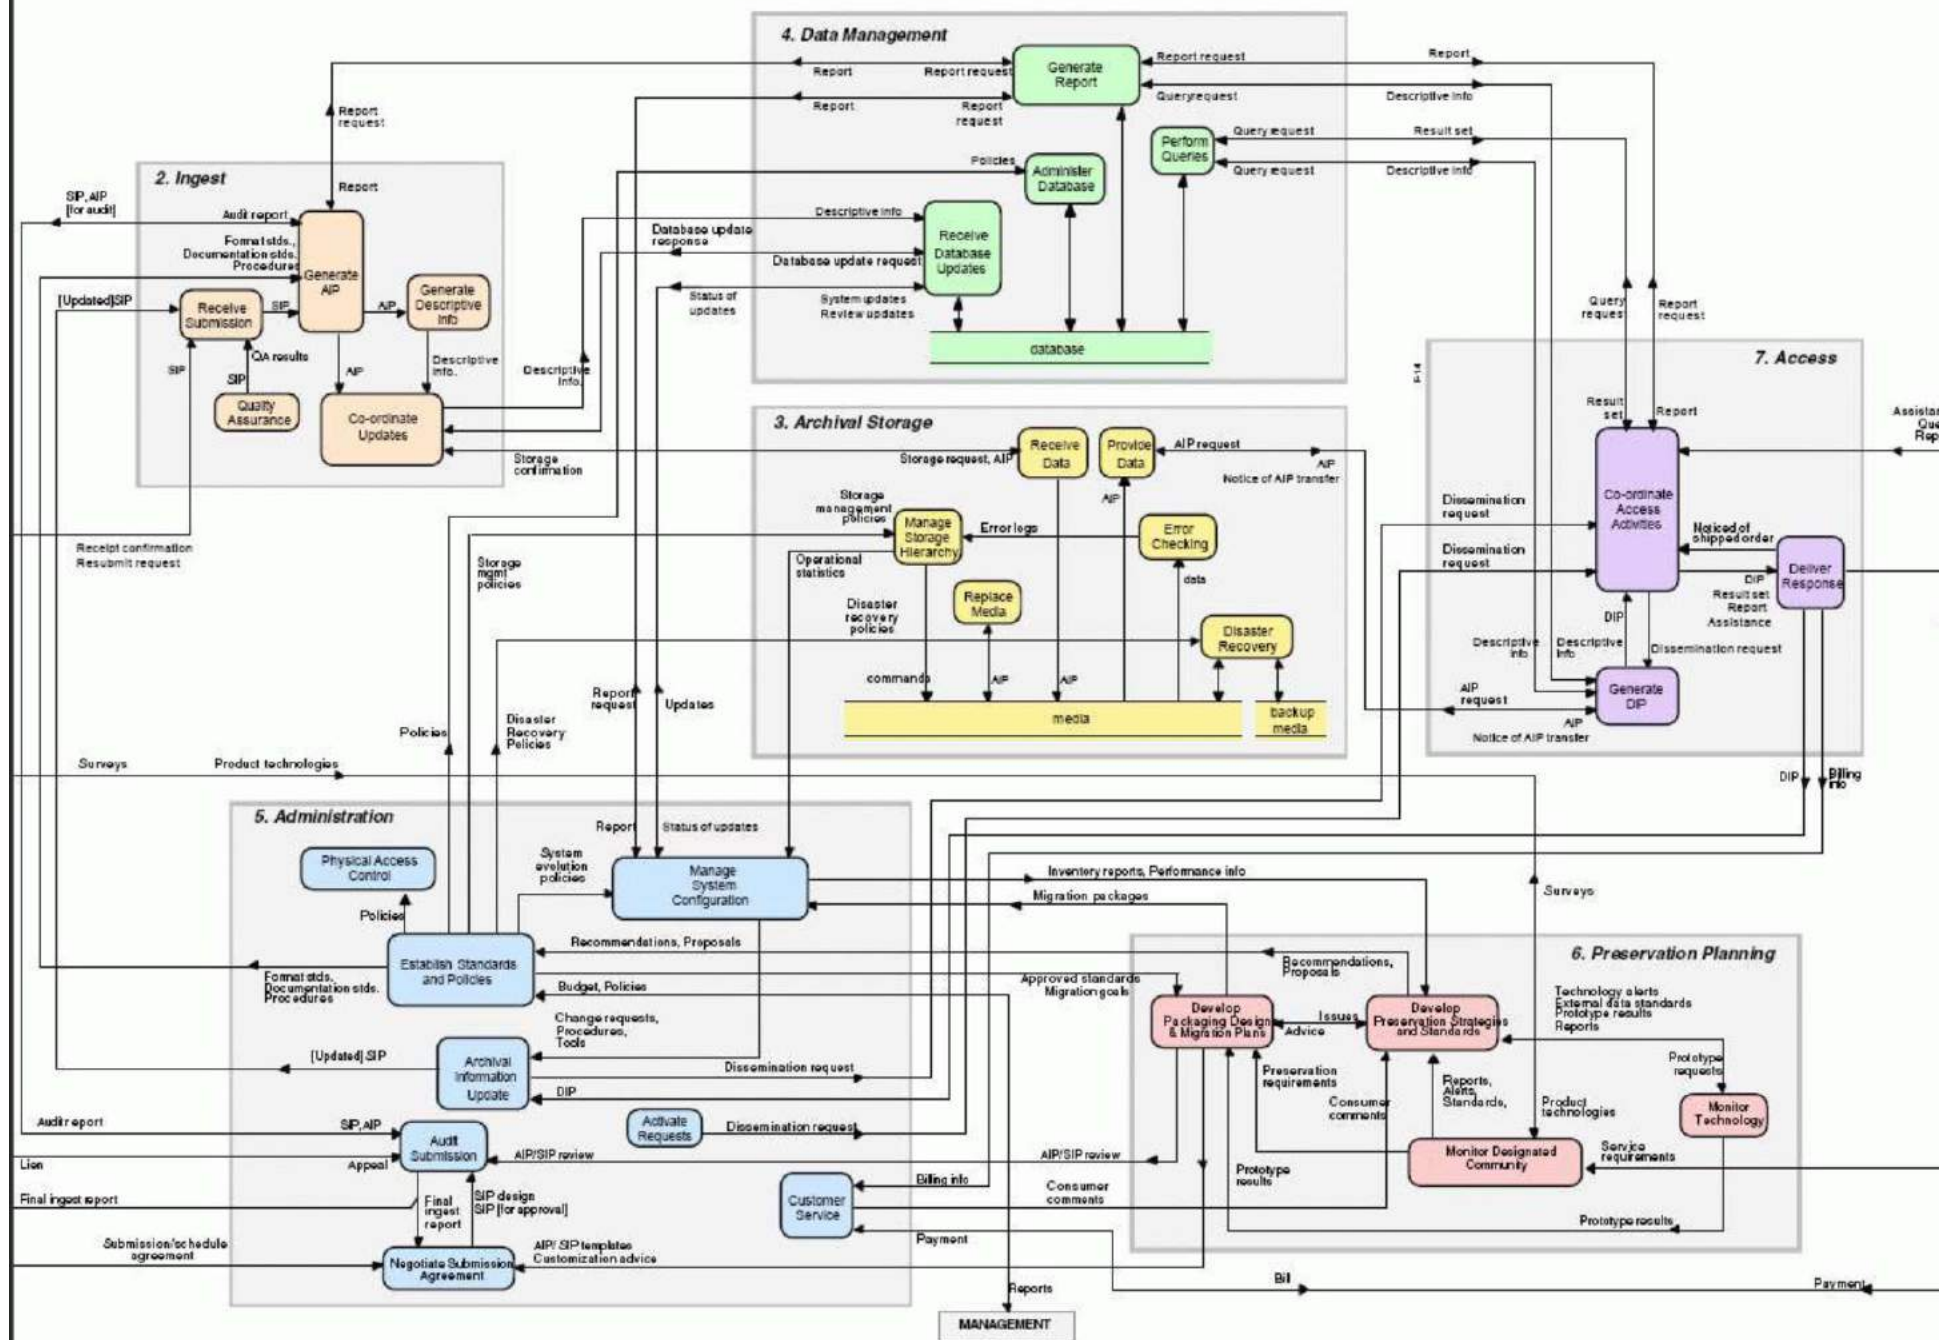 4. Data Management
Generate
Report
Report
Report request
Report request
Report
Report
Report
request
Queryrequest
Descriptive Info
Report
request
Perform
Queries
Query request
Result set
Query request
Descriptive Info
Policies
Administer
Database
Descriptive Info
Receive
Database
Updates
Database update
response
Database update request
Status of
updates
System updates
Review updates
database
2. Ingest
Report
SIP, AIP
[for audit]
Audit report
Format stds.,
Documentation stds.
Procedures
Generate
AIP
[Updated]SIP
Receive
Submission
SIP
AIP
Generate
Descriptive
Info
QA results
SIP
SIP
AIP
Descriptive
Info.
Descriptive
Info.
Quality
Assurance
Co-ordinate
Updates
Storage
confirmation
Receipt confirmation
Resubmit request
3. Archival Storage
Receive
Data
Provide
Data
AIP request
Storage request, AIP
AIP
Notice of AIP transfer
AIP
Storage
management
policies
Manage
Storage
Hierarchy
Error logs
Error
Checking
Storage
mgmt
policies
Operational
statistics
data
Replace
Media
Disaster
recovery
policies
Disaster
Recovery
commands
AIP
AIP
media
backup
media
F-14
Query
request
Report
request
7. Access
Result
set
Report
Assistan
Que
Rep
Co-ordinate
Access
Activities
Dissemination
request
Noticed of
shipped order
Dissemination
request
Deliver
Response
DIP
Result set
Report
Assistance
DIP
Descriptive
Info
Descriptive
Info
Dissemination request
Generate
DIP
AIP
request
AIP
Notice of AIP transfer
DIP
Billing
info
Policies
Disaster
Recovery
Policies
Report
request
Updates
Surveys
Product technologies
5. Administration
Report
Status of updates
Physical Access
Control
System
evolution
policies
Manage
System
Configuration
Inventory reports, Performance info
Migration packages
Surveys
Policies
Recommendations, Proposals
Establish Standards
and Policies
Format stds.
Documentation stds.
Procedures
Budget, Policies
Approved standards
Migration goals
Change requests,
Procedures,
Tools
[Updated] SIP
Archival
Information
Update
Dissemination request
DIP
Activate
Requests
Dissemination request
Audit report
SIP, AIP
Audit
Submission
AIP/SIP review
AIP/SIP review
Lien
Appeal
Final ingest report
Final
ingest
report
SIP design
SIP [for approval]
Customer
Service
Billing info
Consumer
comments
Payment
Submission/schedule
agreement
Negotiate Submission
Agreement
AIP/ SIP templates
Customization advice
6. Preservation Planning
Recommendations,
Proposals
Technology alerts
External data standards
Prototype results
Reports
Develop
Packaging Design
& Migration Plans
Issues
Advice
Develop
Preservation Strategies
and Standards
Prototype
requests
Preservation
requirements
Reports,
Alerts,
Standards,
Consumer
comments
Product
technologies
Monitor
Technology
Monitor Designated
Community
Service
requirements
Prototype
results
Prototype results
Bill
Payment
Reports
MANAGEMENT